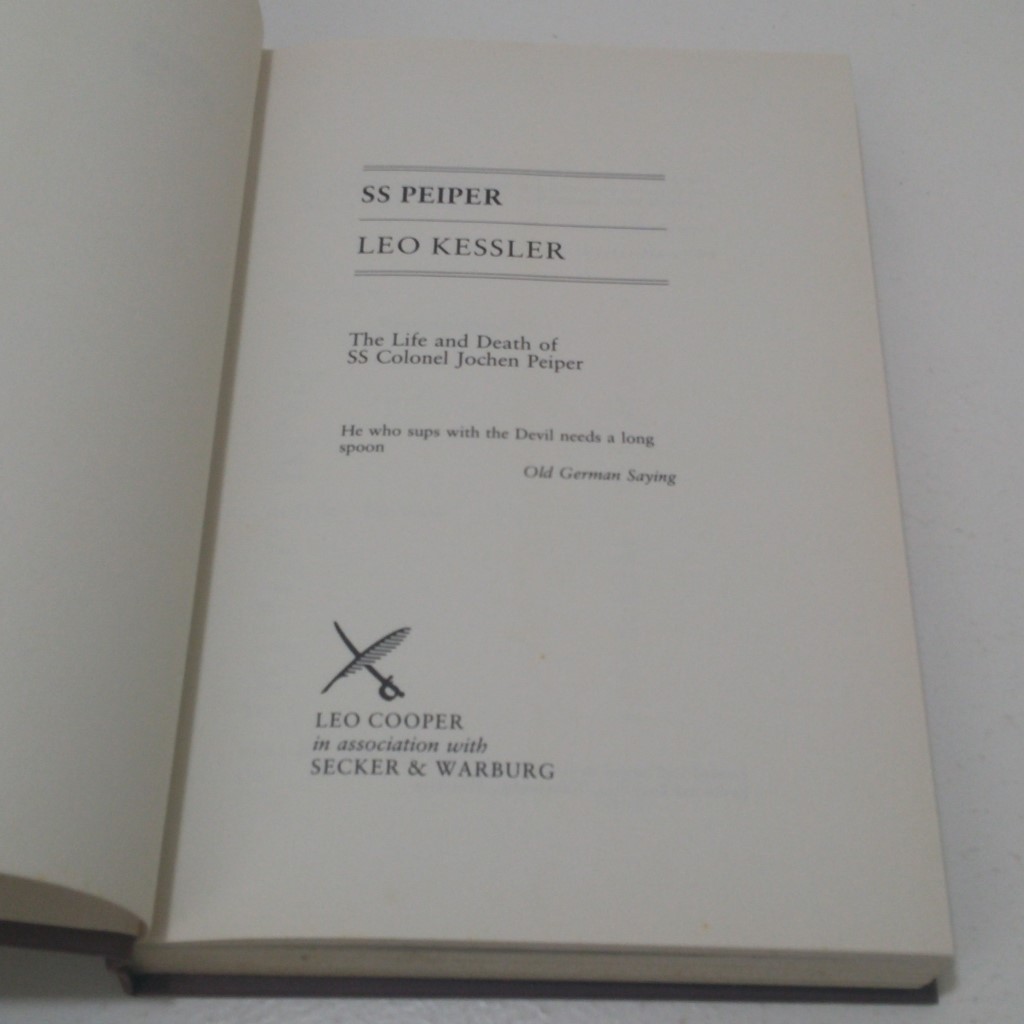 SS PEIPER
LEO KESSLER
The Life and Death of
SS Colonel Jochen Peiper
He who sups with the Devil needs a long
spoon
Old German Saying
LEO COOPER
in association with
SECKER & WARBURG